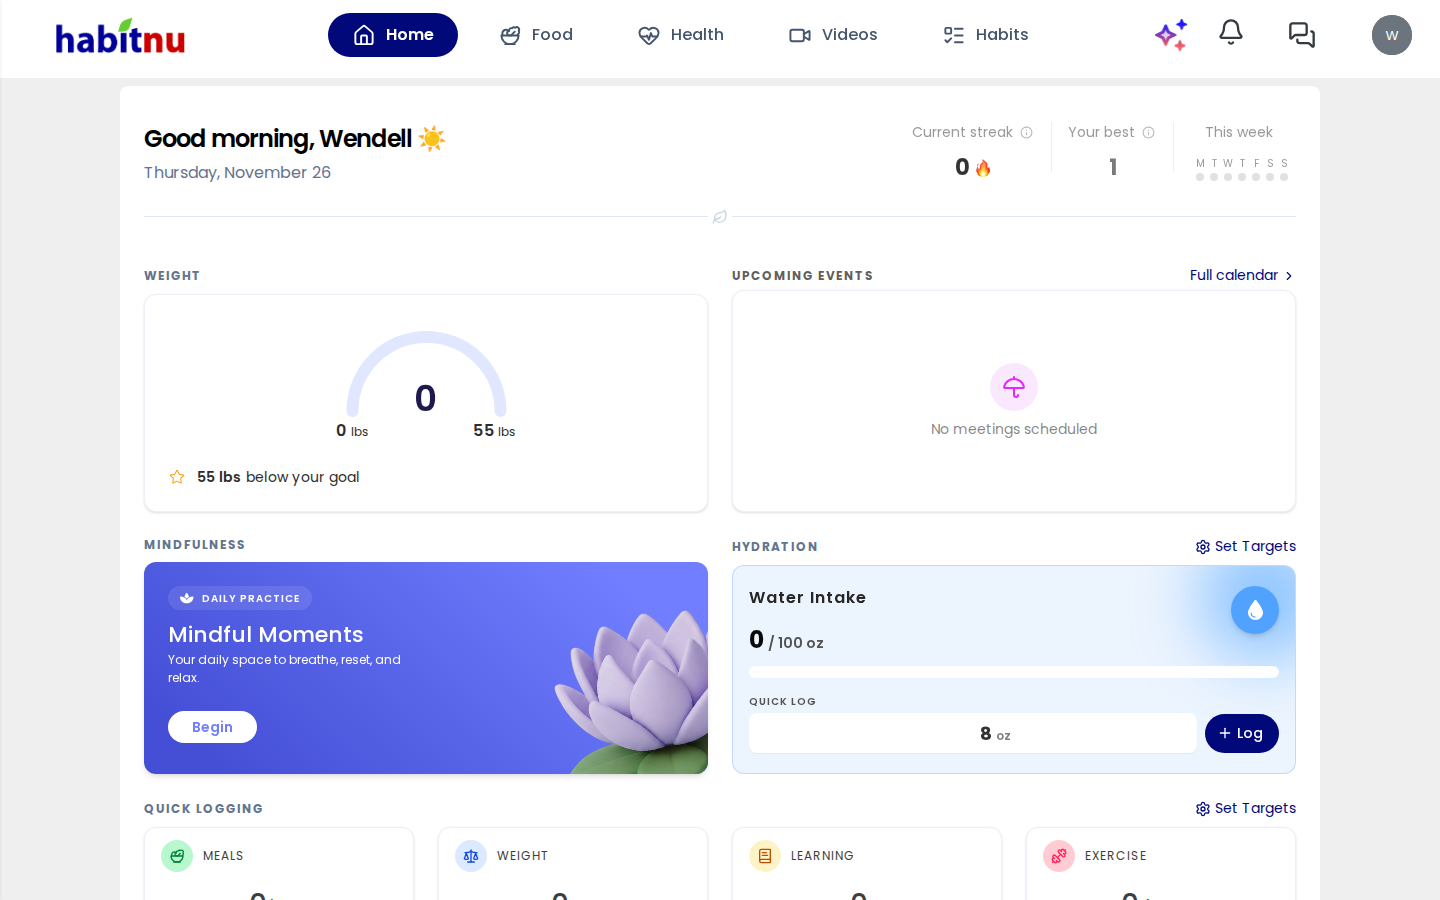 habitnu
Home
Food
Health
Videos
Habits
W
Good morning, Wendell
Thursday, November 26
Current streak
0
Your best
1
This week
M T W T F S S
WEIGHT
0
0 lbs
55 lbs
55 lbs below your goal
UPCOMING EVENTS
Full calendar
No meetings scheduled
MINDFULNESS
DAILY PRACTICE
Mindful Moments
Your daily space to breathe, reset, and
relax.
Begin
HYDRATION
Set Targets
Water Intake
0 / 100 oz
QUICK LOG
8 oz
+ Log
QUICK LOGGING
Set Targets
MEALS
WEIGHT
LEARNING
EXERCISE